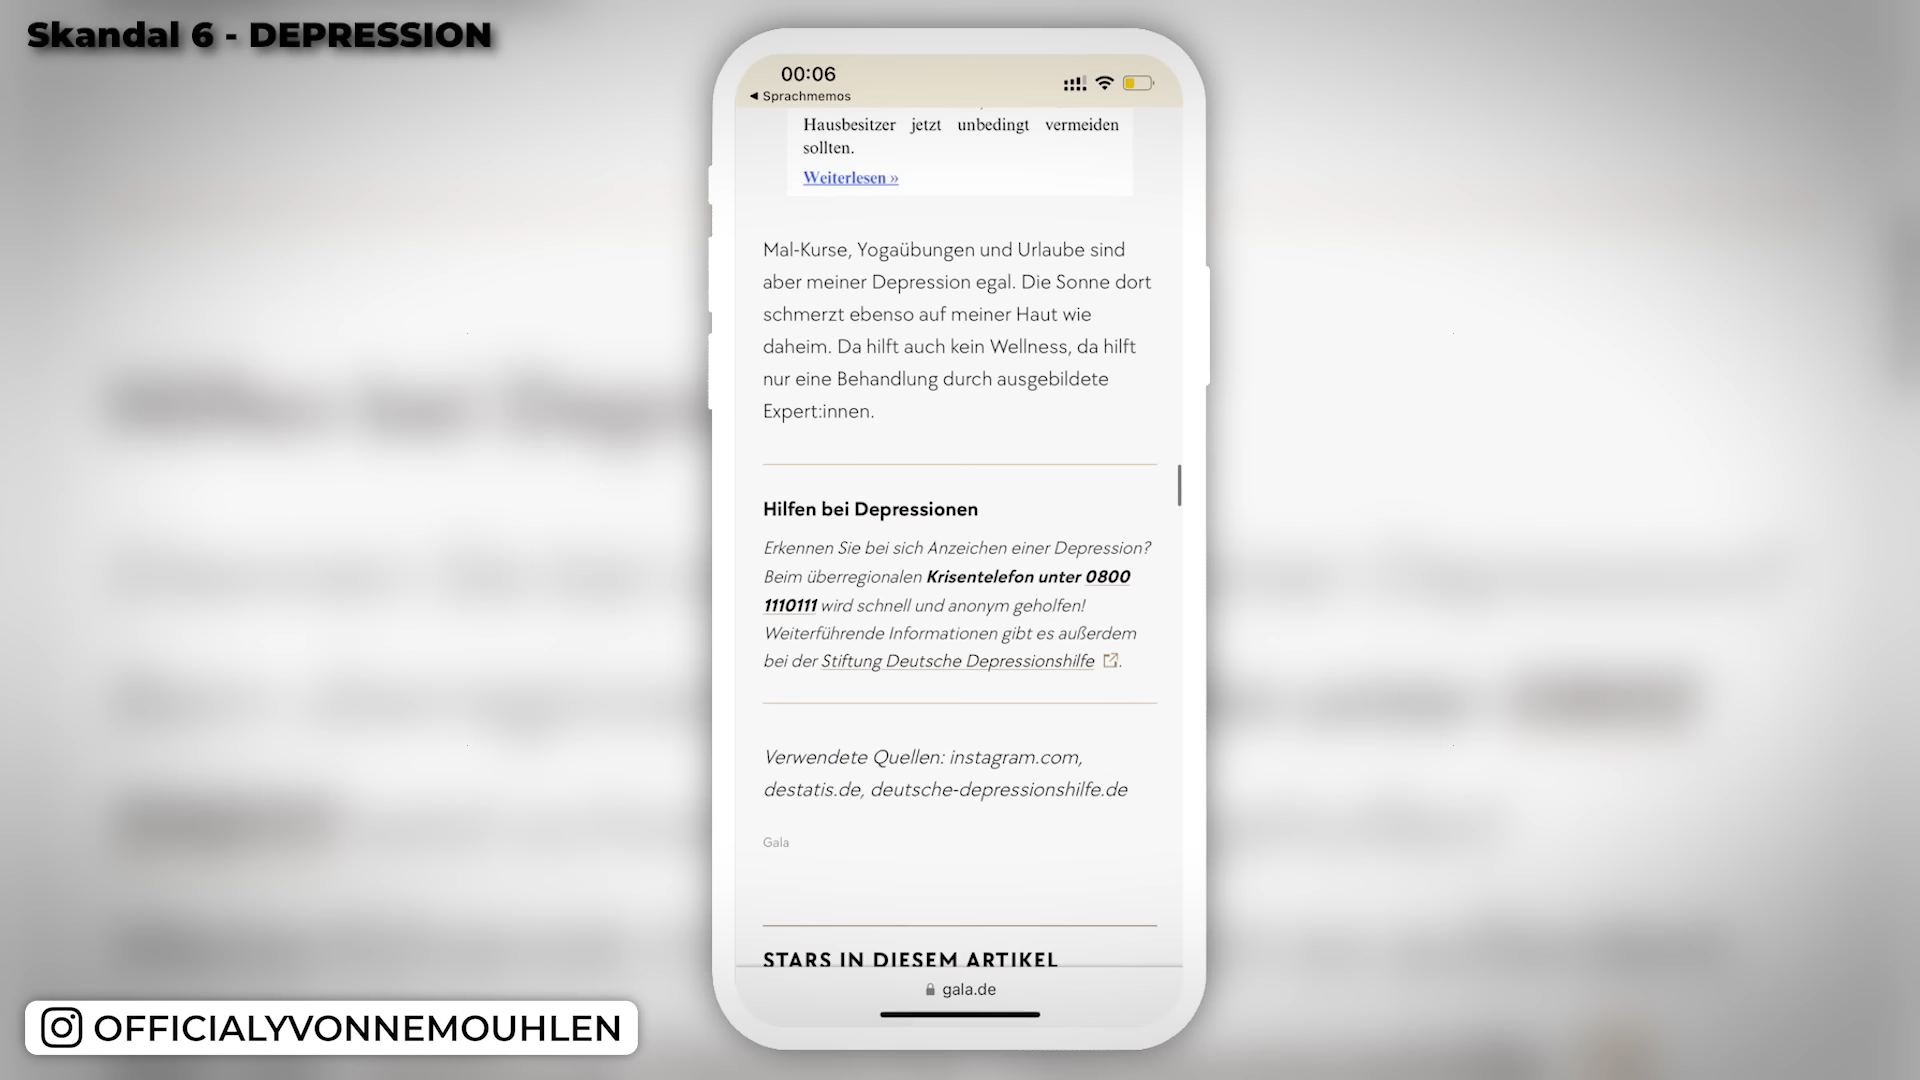 Skandal 6 - DEPRESSION
00:06
◄ Sprachmemos
Hausbesitzer jetzt unbedingt vermeiden
sollten.
Weiterlesen »
Mal-Kurse, Yogaübungen und Urlaube sind
aber meiner Depression egal. Die Sonne dort
schmerzt ebenso auf meiner Haut wie
daheim. Da hilft auch kein Wellness, da hilft
nur eine Behandlung durch ausgebildete
Expert:innen.
Hilfen bei Depressionen
Erkennen Sie bei sich Anzeichen einer Depression?
Beim überregionalen Krisentelefon unter 0800
1110111 wird schnell und anonym geholfen!
Weiterführende Informationen gibt es außerdem
bei der Stiftung Deutsche Depressionshilfe.
Verwendete Quellen: instagram.com,
destatis.de, deutsche-depressionshilfe.de
Gala
STARS IN DIESEM ARTIKEL
gala.de
OFFICIALYVONNEMOUHLEN